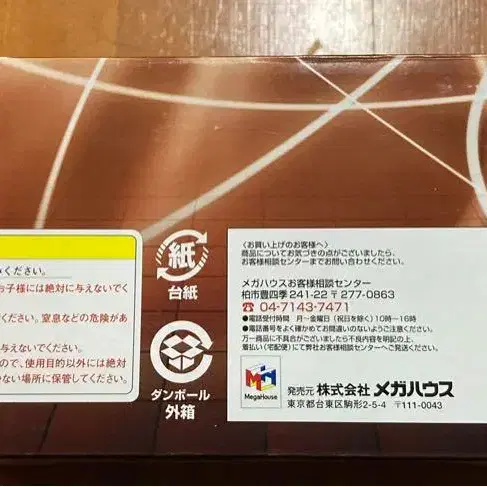 みください。
お子様には絶対に与えないでく
ください。窒息などの危険があ
与えないでください。
ので、使用目的以外には絶対
ない場所に保管してください。
紙
台紙
ダンボール
外箱
〈お買い上げのお客様へ〉
商品についてお気づきの点がございましたら、
お客様相談センターまでお問い合わせください。
メガハウスお客様相談センター
柏市豊四季241-22 〒277-0863
☎ 04-7143-7471
●電話受付時間 月〜金曜日(祝日を除く)10時〜16時
●電話番号をよく確かめてお間違いのないようご注意ください。
万一商品に不具合がございましたら不良内容を明記の上、
着払い(宅配便)にて弊社お客様相談センターへご発送ください。
MegaHouse
発売元 株式会社 メガハウス
東京都台東区駒形2-5-4 〒111-0043